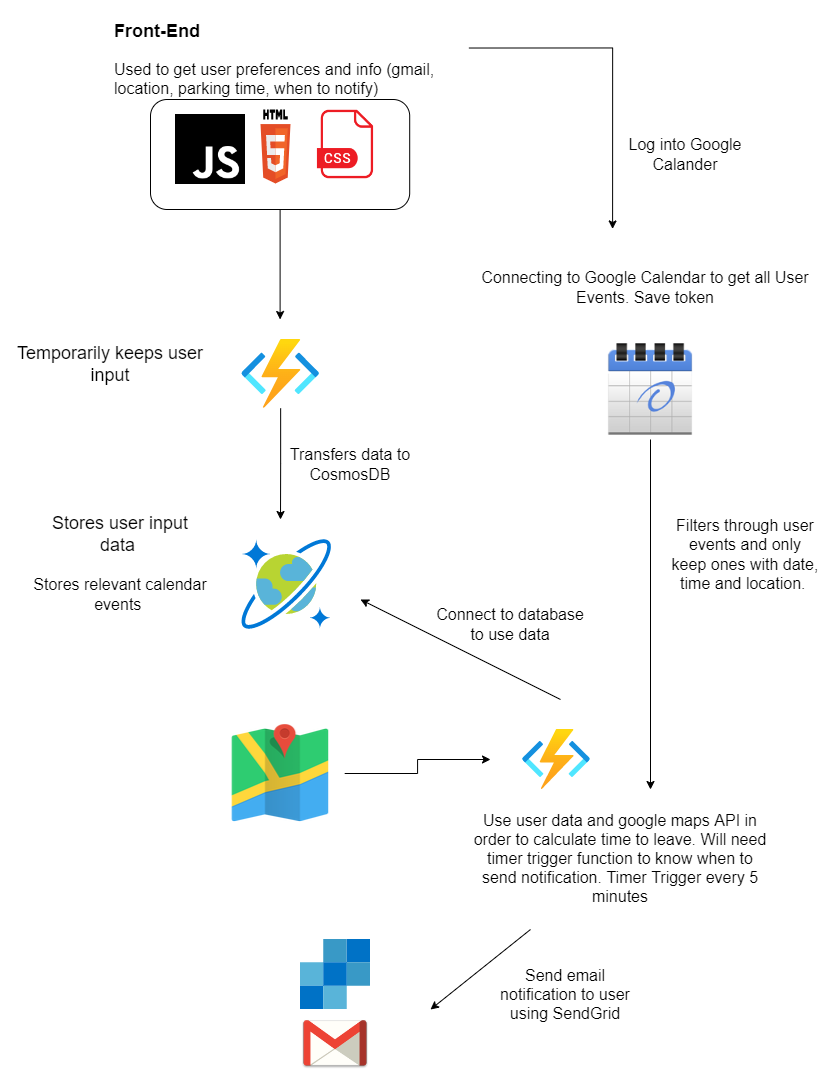 Front-End
Used to get user preferences and info (gmail,
location, parking time, when to notify)
JS
HTML
5
CSS
Log into Google
Calander
Connecting to Google Calendar to get all User
Events. Save token
Temporarily keeps user
input
Transfers data to
CosmosDB
Stores user input
data
Stores relevant calendar
events
Filters through user
events and only
keep ones with date,
time and location.
Connect to database
to use data
Use user data and google maps API in
order to calculate time to leave. Will need
timer trigger function to know when to
send notification. Timer Trigger every 5
minutes
Send email
notification to user
using SendGrid